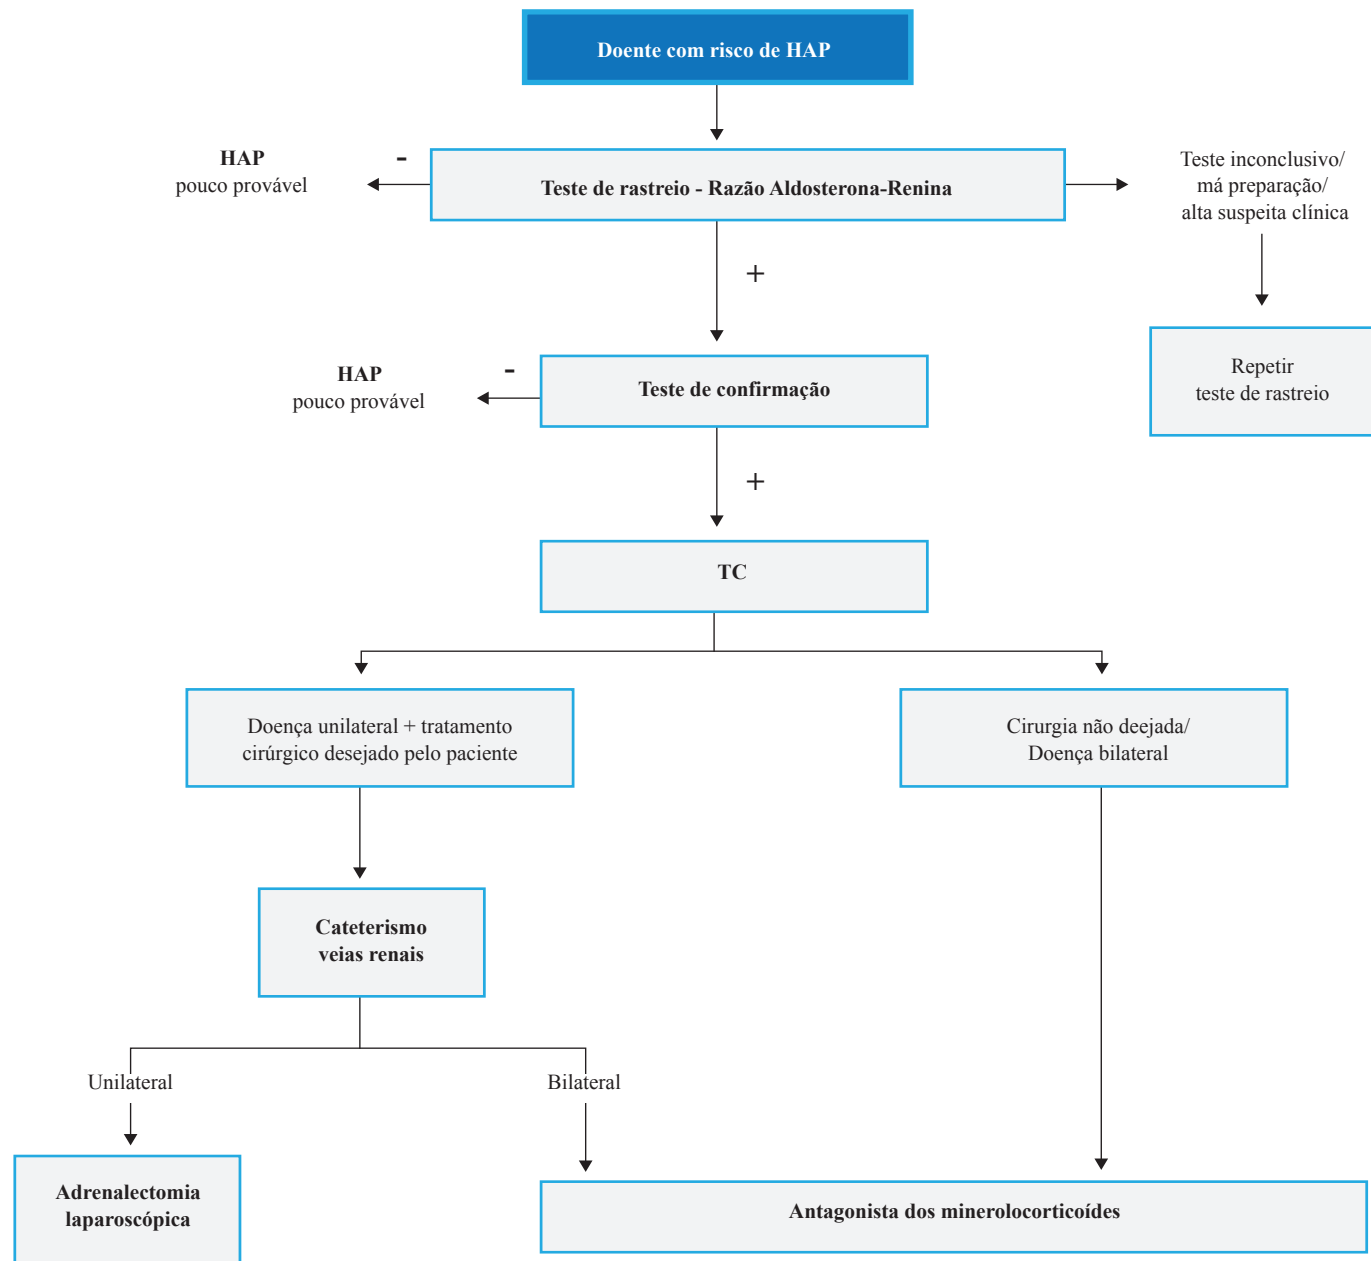 Doente com risco de HAP
HAP
pouco provável
-
Teste de rastreio - Razão Aldosterona-Renina
Teste inconclusivo/
má preparação/
alta suspeita clínica
+
Repetir
teste de rastreio
HAP
pouco provável
-
Teste de confirmação
+
TC
Doença unilateral + tratamento
cirúrgico desejado pelo paciente
Cirurgia não deejada/
Doença bilateral
Cateterismo
veias renais
Unilateral
Bilateral
Adrenalectomia
laparoscópica
Antagonista dos minerolocorticoídes